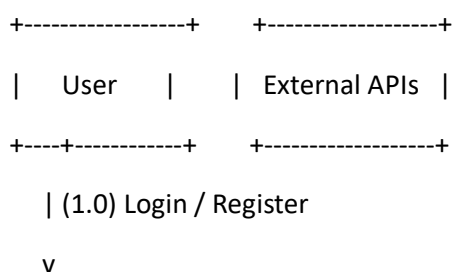 +------------------+ +-------------------+
| User | | External APIs |
+----+------------+ +------------------+
| (1.0) Login / Register
v